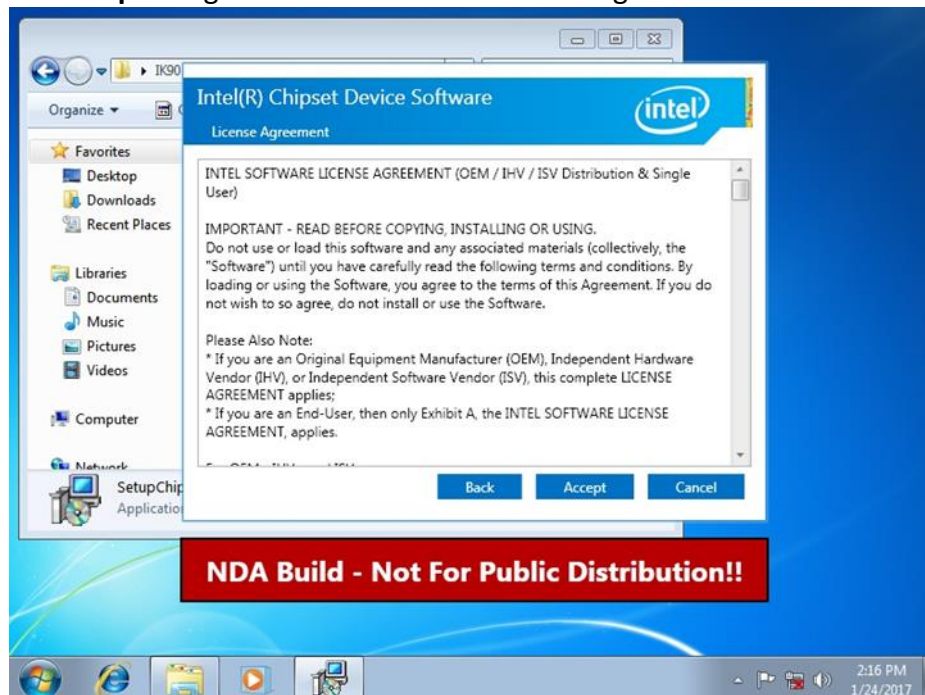 IK90
Organize
Favorites
Desktop
Downloads
Recent Places
Libraries
Documents
Music
Pictures
Videos
Computer
Network
Intel(R) Chipset Device Software
intel
License Agreement
INTEL SOFTWARE LICENSE AGREEMENT (OEM / IHV / ISV Distribution & Single
User)
IMPORTANT - READ BEFORE COPYING, INSTALLING OR USING.
Do not use or load this software and any associated materials (collectively, the
"Software") until you have carefully read the following terms and conditions. By
loading or using the Software, you agree to the terms of this Agreement. If you do
not wish to so agree, do not install or use the Software.
Please Also Note:
* If you are an Original Equipment Manufacturer (OEM), Independent Hardware
Vendor (IHV), or Independent Software Vendor (ISV), this complete LICENSE
AGREEMENT applies;
* If you are an End-User, then only Exhibit A, the INTEL SOFTWARE LICENSE
AGREEMENT, applies.
Back Accept Cancel
SetupChip
Applicatio
NDA Build - Not For Public Distribution!!
2:16 PM
1/24/2017